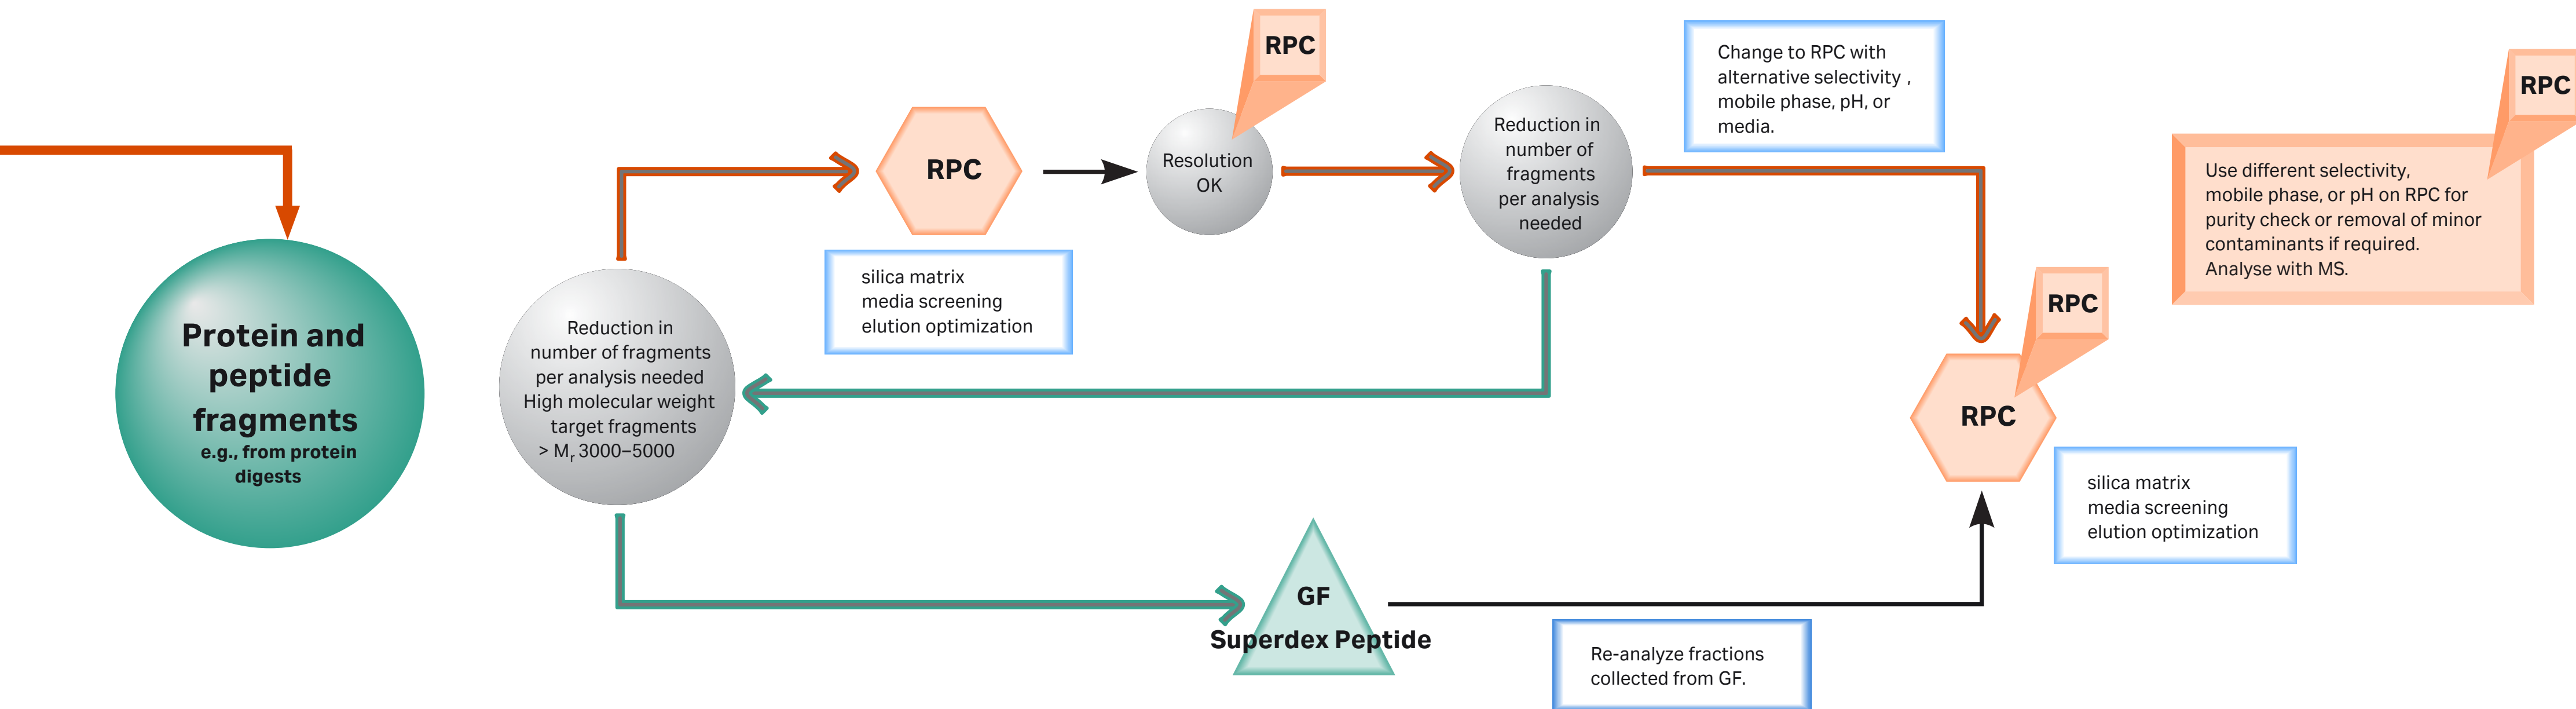 Protein and
peptide
fragments
e.g., from protein
digests
Reduction in
number of fragments
per analysis needed
High molecular weight
target fragments
> Mr 3000–5000
RPC
silica matrix
media screening
elution optimization
RPC
Resolution
OK
Reduction in
number of
fragments
per analysis
needed
Change to RPC with
alternative selectivity ,
mobile phase, pH, or
media.
GF
Superdex Peptide
Re-analyze fractions
collected from GF.
RPC
RPC
silica matrix
media screening
elution optimization
RPC
Use different selectivity,
mobile phase, or pH on RPC for
purity check or removal of minor
contaminants if required.
Analyse with MS.